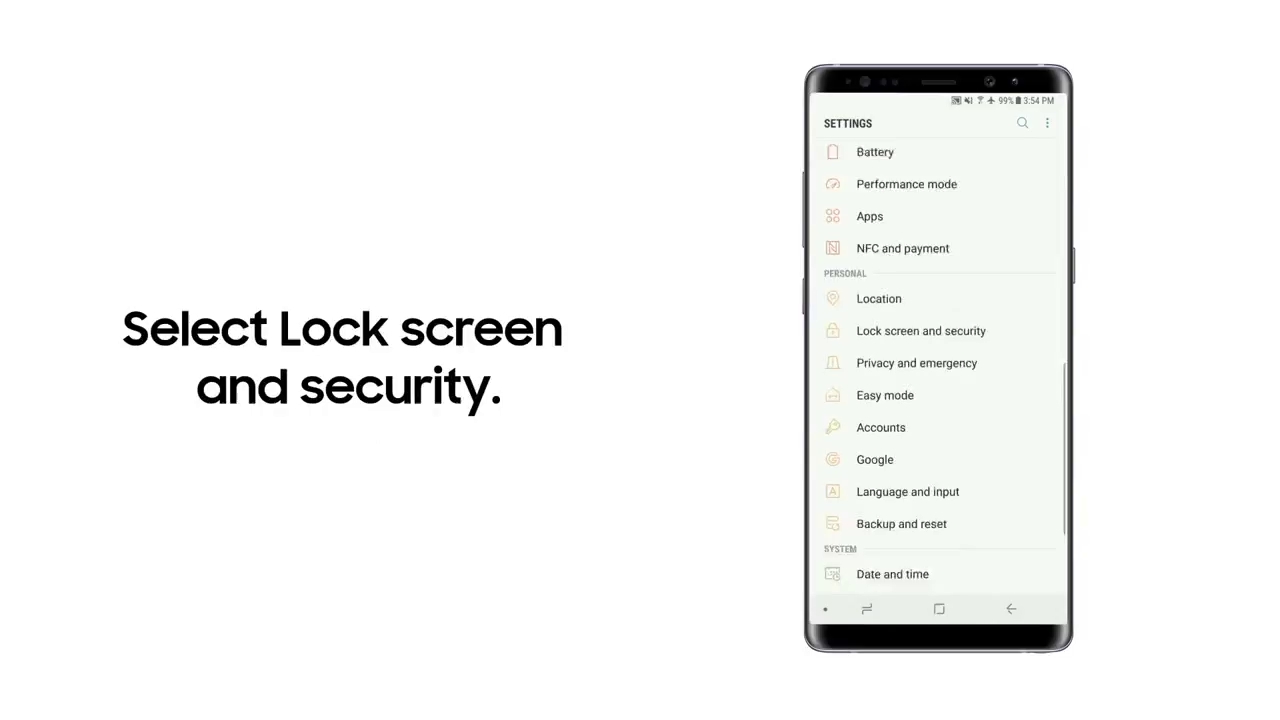 Select Lock screen
and security.
99% 3:54 PM
SETTINGS
Battery
Performance mode
Apps
NFC and payment
PERSONAL
Location
Lock screen and security
Privacy and emergency
Easy mode
Accounts
Google
Language and input
Backup and reset
SYSTEM
Date and time